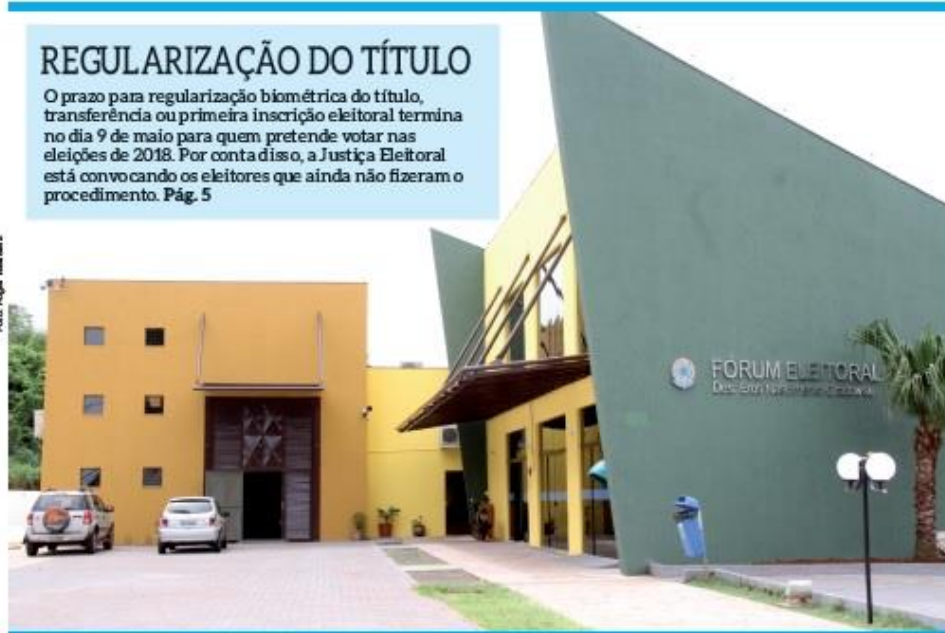 REGULARIZAÇÃO DO TÍTULO
O prazo para regularização biométrica do título,
transferência ou primeira inscrição eleitoral termina
no dia 9 de maio para quem pretende votar nas
eleições de 2018. Por conta disso, a Justiça Eleitoral
está convocando os eleitores que ainda não fizeram o
procedimento. Pág. 5
FÓRUM ELEITORAL